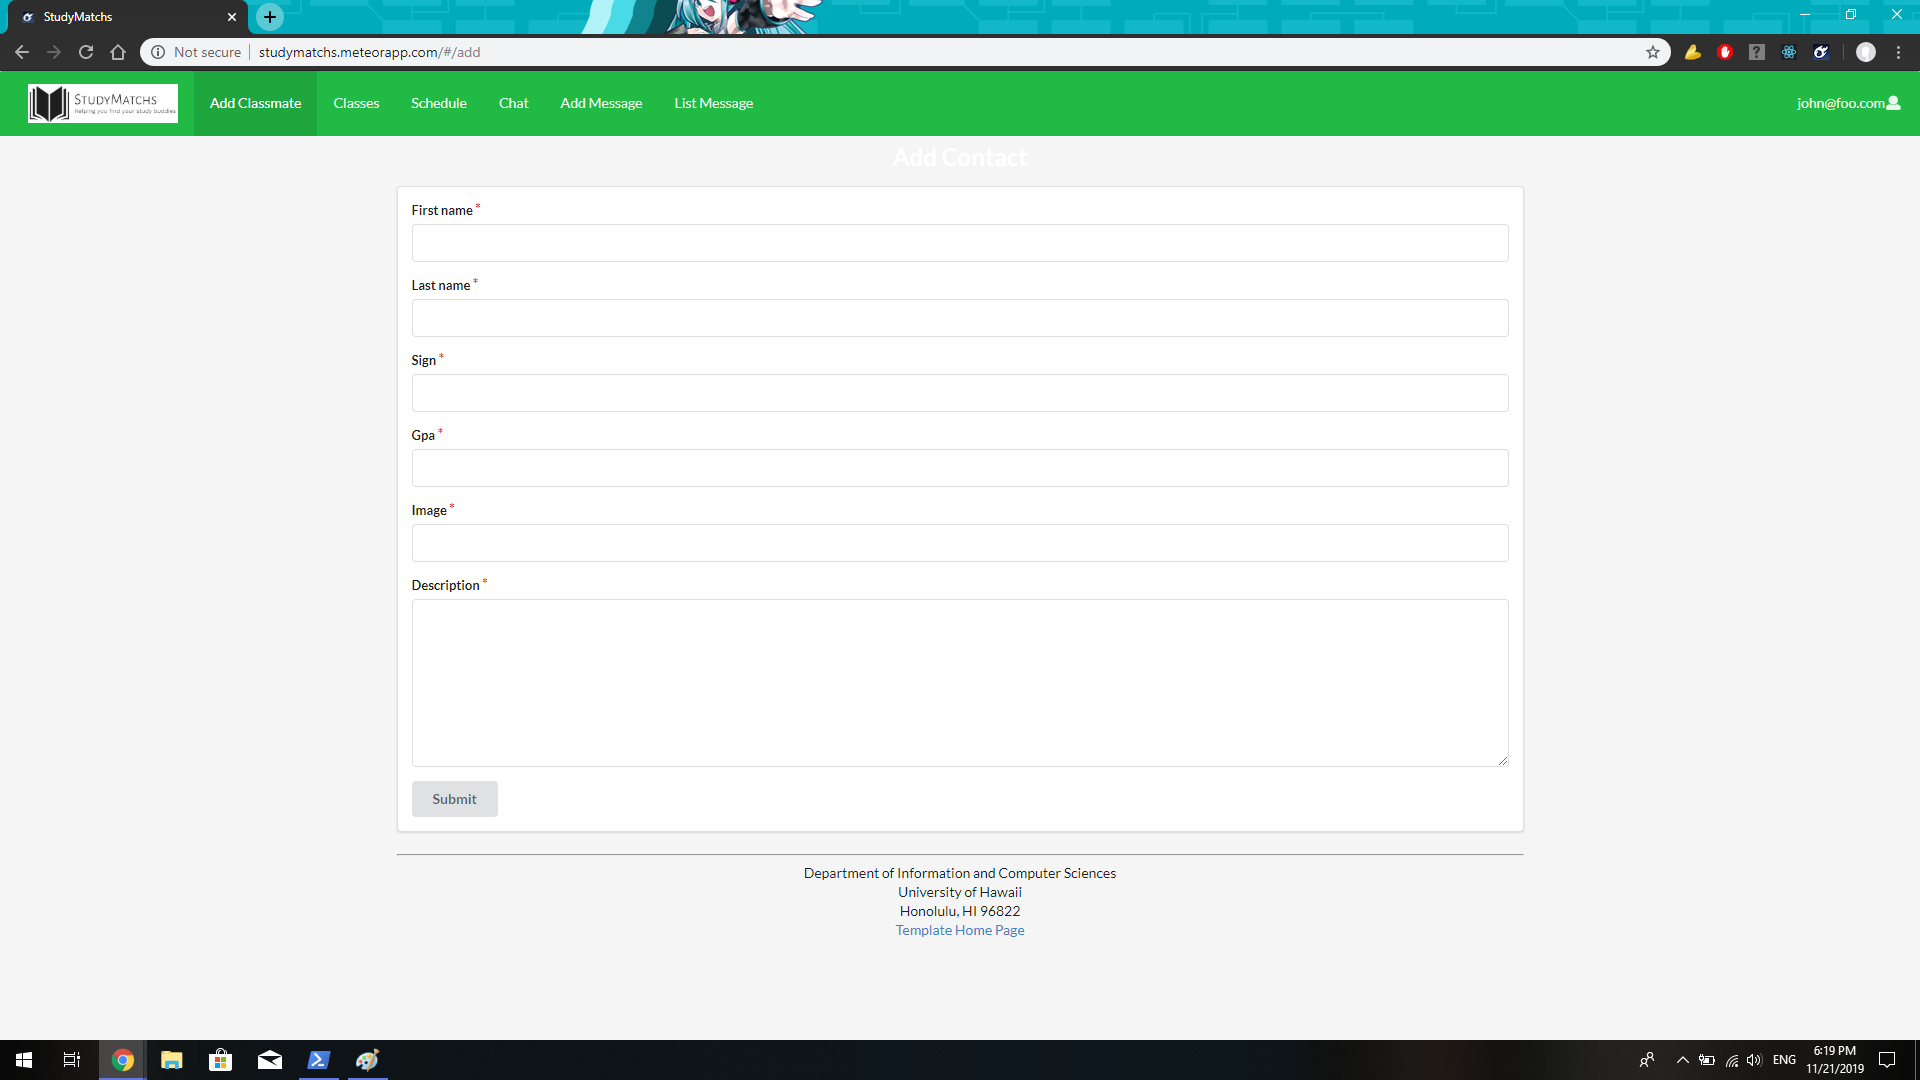 StudyMatchs
Not secure
studymatchs.meteorapp.com/#/add
STUDYMATCHS
Helping you find your study buddies
Add Classmate
Classes
Schedule
Chat
Add Message
List Message
john@foo.com
Add Contact
First name *
Last name *
Sign *
Gpa *
Image *
Description *
Submit
Department of Information and Computer Sciences
University of Hawaii
Honolulu, HI 96822
Template Home Page
ENG
6:19 PM
11/21/2019